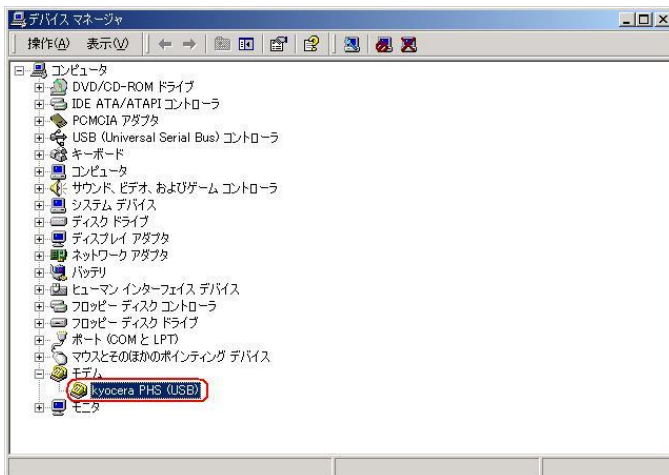 デバイス マネージャ
操作(A) 表示(V)
コンピュータ
DVD/CD-ROM ドライブ
IDE ATA/ATAPI コントローラ
PCMCIA アダプタ
USB (Universal Serial Bus) コントローラ
キーボード
コンピュータ
サウンド、ビデオ、およびゲーム コントローラ
システム デバイス
ディスク ドライブ
ディスプレイ アダプタ
ネットワーク アダプタ
バッテリ
ヒューマン インターフェイス デバイス
フロッピー ディスク コントローラ
フロッピー ディスク ドライブ
ポート (COM と LPT)
マウスとそのほかのポインティング デバイス
モデム
kyocera PHS (USB)
モニタ